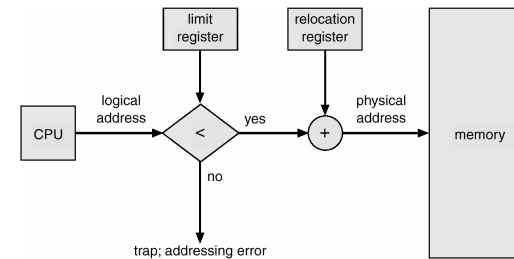 limit
register
relocation
register
logical
address
CPU
<
yes
+
physical
address
memory
no
trap; addressing error